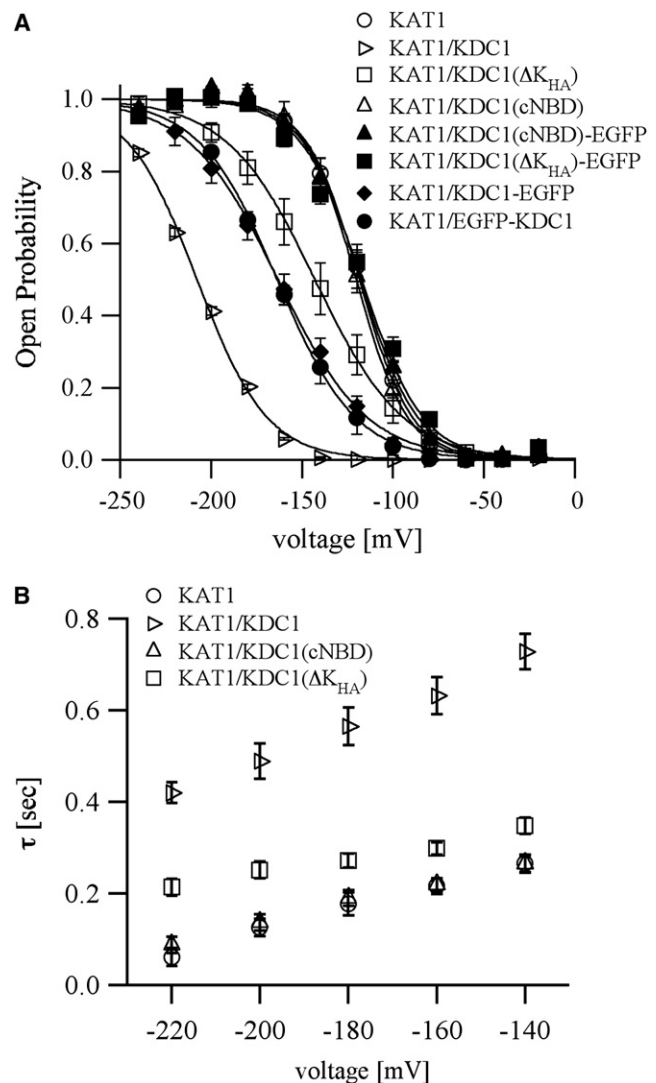 A
KAT1
KAT1/KDC1
KAT1/KDC1(ΔK_HA)
KAT1/KDC1(cNBD)
KAT1/KDC1(cNBD)-EGFP
KAT1/KDC1(ΔK_HA)-EGFP
KAT1/KDC1-EGFP
KAT1/EGFP-KDC1
Open Probability
1.0
0.8
0.6
0.4
0.2
0.0
-250 -200 -150 -100 -50 0
voltage [mV]
B
KAT1
KAT1/KDC1
KAT1/KDC1(cNBD)
KAT1/KDC1(ΔK_HA)
τ [sec]
0.8
0.6
0.4
0.2
0.0
-220 -200 -180 -160 -140
voltage [mV]